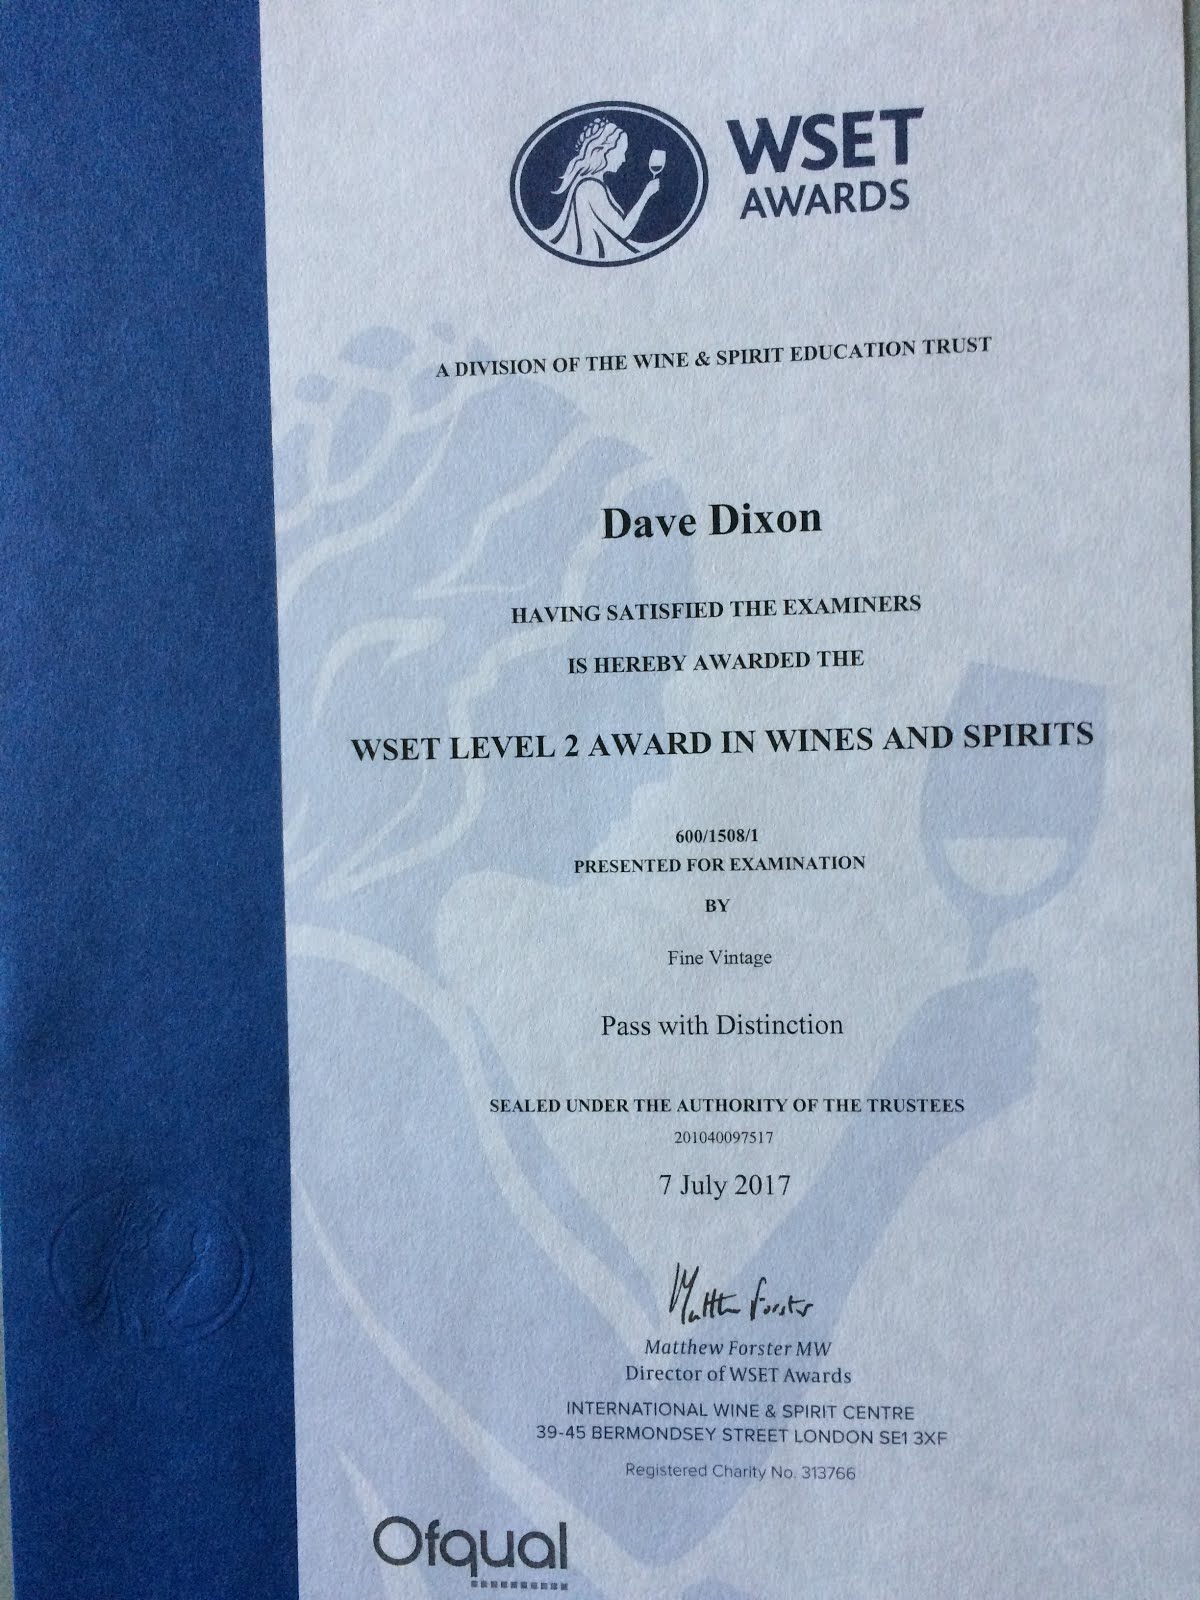 WSET
AWARDS
A DIVISION OF THE WINE & SPIRIT EDUCATION TRUST
Dave Dixon
HAVING SATISFIED THE EXAMINERS
IS HEREBY AWARDED THE
WSET LEVEL 2 AWARD IN WINES AND SPIRITS
600/1508/1
PRESENTED FOR EXAMINATION
BY
Fine Vintage
Pass with Distinction
SEALED UNDER THE AUTHORITY OF THE TRUSTEES
201040097517
7 July 2017
Matthew Forster
Matthew Forster MW
Director of WSET Awards
INTERNATIONAL WINE & SPIRIT CENTRE
39-45 BERMONDSEY STREET LONDON SE1 3XF
Registered Charity No. 313766
Ofqual